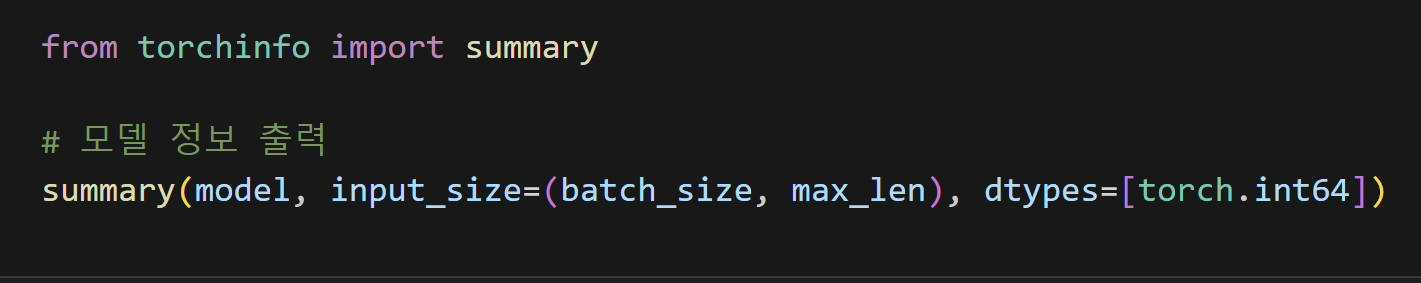 from torchinfo import summary
# 모델 정보 출력
summary(model, input_size=(batch_size, max_len), dtypes=[torch.int64])